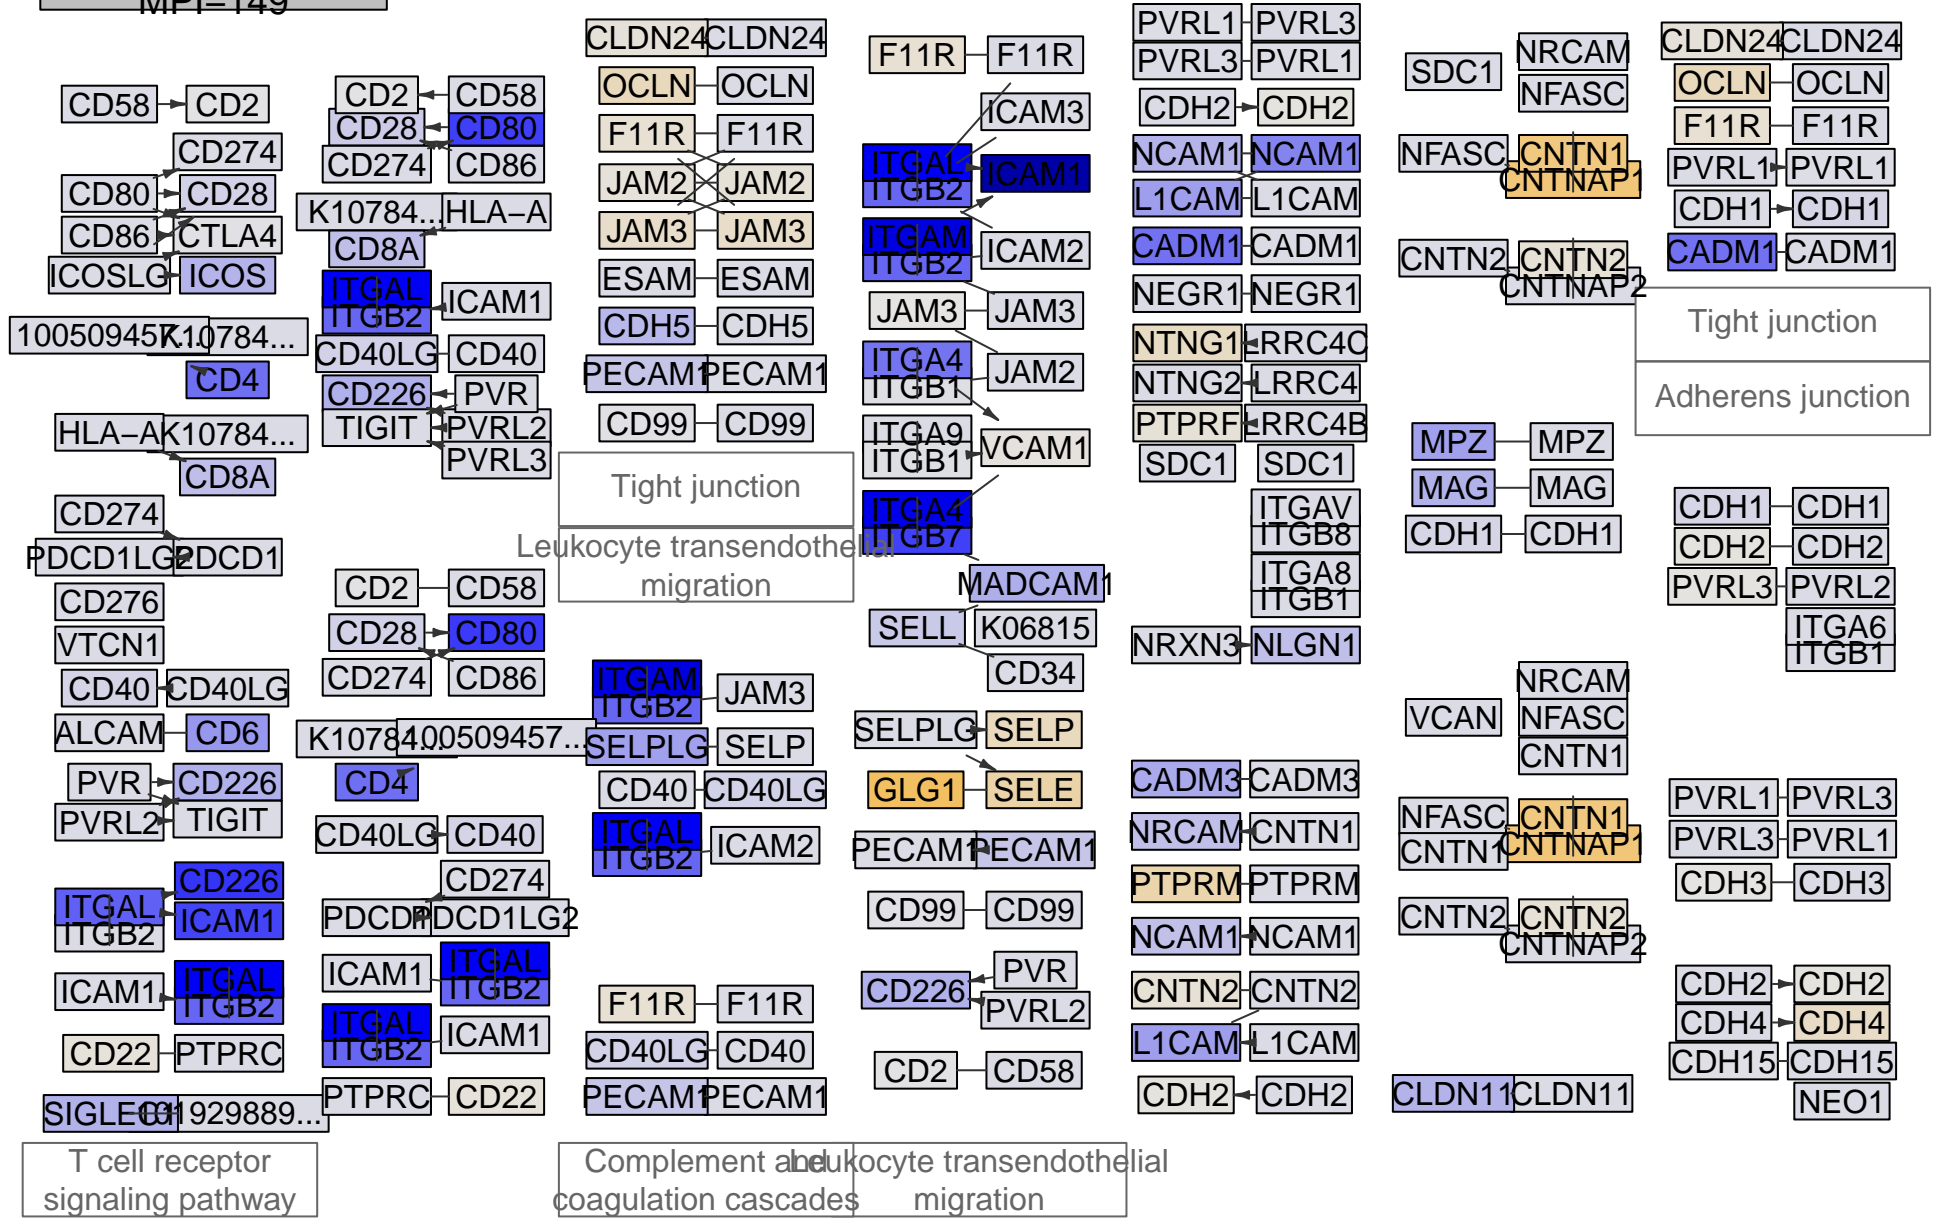 MPI−149
CD58
CD2
CD274
CD80
CD28
CD86
CTLA4
ICOSLG
ICOS
100509457...
K10784...
CD4
HLA−A
K10784...
CD8A
CD274
PDCD1LG2
PDCD1
CD276
VTCN1
CD40
CD40LG
ALCAM
CD6
PVR
CD226
PVRL2
TIGIT
CD226
ITGAL
ICAM1
ITGB2
ITGAL
ICAM1
ITGB2
CD22
PTPRC
T cell receptor
signaling pathway
CD2
CD58
CD28
CD80
CD274
CD86
K10784...
HLA−A
CD8A
ITGAL
ICAM1
ITGB2
CD40LG
CD40
CD226
PVR
TIGIT
PVRL2
PVRL3
CD2
CD58
CD28
CD80
CD274
CD86
100509457...
CD4
CD40LG
CD40
CD274
PDCD1LG2
ICAM1
ITGAL
ITGB2
ITGAL
ICAM1
ITGB2
PTPRC
CD22
CLDN24
CLDN24
OCLN
OCLN
F11R
F11R
JAM2
JAM2
JAM3
JAM3
ESAM
ESAM
CDH5
CDH5
PECAM1
PECAM1
CD99
CD99
Tight junction
Leukocyte transendothelial
migration
ITGAM
JAM3
ITGB2
SELPLG
SELP
CD40
CD40LG
ITGAL
ICAM2
ITGB2
F11R
F11R
CD40LG
CD40
PECAM1
PECAM1
Complement and
coagulation cascades
F11R
F11R
ICAM3
ITGAL
ICAM1
ITGB2
ITGAM
ICAM2
ITGB2
JAM3
JAM3
ITGA4
JAM2
ITGB1
ITGA9
VCAM1
ITGB1
ITGA4
ITGB7
MADCAM1
SELL
K06815
CD34
SELPLG
SELP
GLG1
SELE
PECAM1
PECAM1
CD99
CD99
PVR
CD226
PVRL2
CD2
CD58
Leukocyte transendothelial
migration
PVRL1
PVRL3
PVRL3
PVRL1
CDH2
CDH2
NCAM1
NCAM1
L1CAM
L1CAM
CADM1
CADM1
NEGR1
NEGR1
NTNG1
LRRC4C
NTNG2
LRRC4
PTPRF
LRRC4B
SDC1
SDC1
ITGAV
ITGB8
ITGA8
ITGB1
NRXN3
NLGN1
CADM3
CADM3
NRCAM
CNTN1
PTPRM
PTPRM
NCAM1
NCAM1
CNTN2
CNTN2
L1CAM
L1CAM
CDH2
CDH2
SDC1
NRCAM
NFASC
NFASC
CNTN1
CNTNAP1
CNTN2
CNTN2
CNTNAP2
MPZ
MPZ
MAG
MAG
CDH1
CDH1
NRCAM
VCAN
NFASC
CNTN1
NFASC
CNTN1
CNTN1
CNTNAP1
CNTN2
CNTN2
CNTNAP2
CLDN11
CLDN11
CLDN24
CLDN24
OCLN
OCLN
F11R
F11R
PVRL1
PVRL1
CDH1
CDH1
CADM1
CADM1
Tight junction
Adherens junction
CDH1
CDH1
CDH2
CDH2
PVRL3
PVRL2
ITGA6
ITGB1
PVRL1
PVRL3
PVRL3
PVRL1
CDH3
CDH3
CDH2
CDH2
CDH4
CDH4
CDH15
CDH15
NEO1